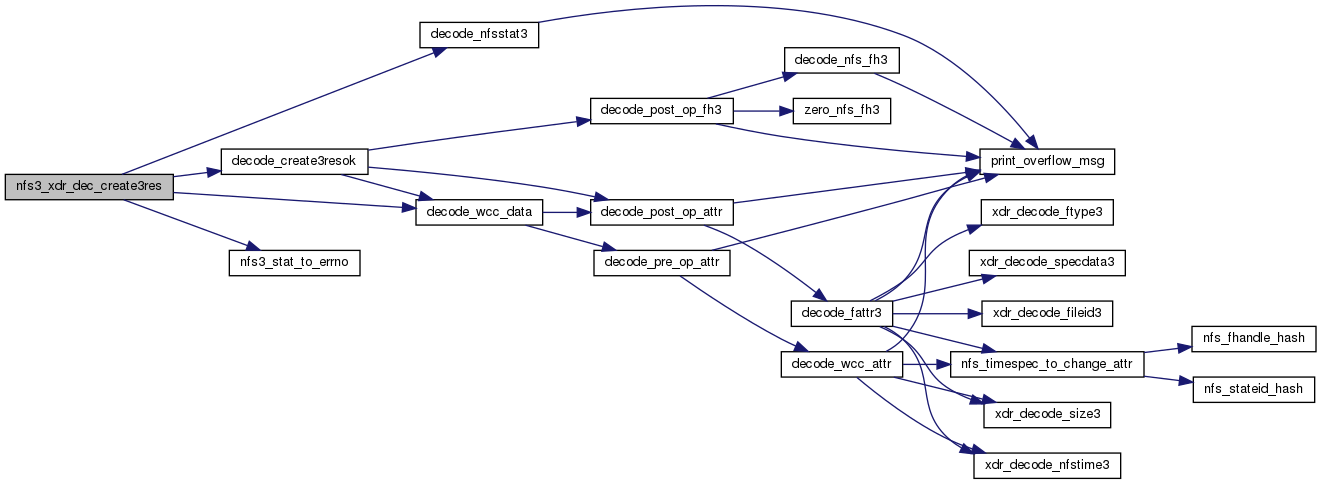 decode_nfsstat3
decode_nfs_fh3
decode_post_op_fh3
zero_nfs_fh3
decode_create3resok
print_overflow_msg
nfs3_xdr_dec_create3res
decode_wcc_data
decode_post_op_attr
xdr_decode_ftype3
nfs3_stat_to_errno
decode_pre_op_attr
xdr_decode_specdata3
decode_fattr3
xdr_decode_fileid3
nfs_fhandle_hash
decode_wcc_attr
nfs_timespec_to_change_attr
nfs_stateid_hash
xdr_decode_size3
xdr_decode_nfstime3